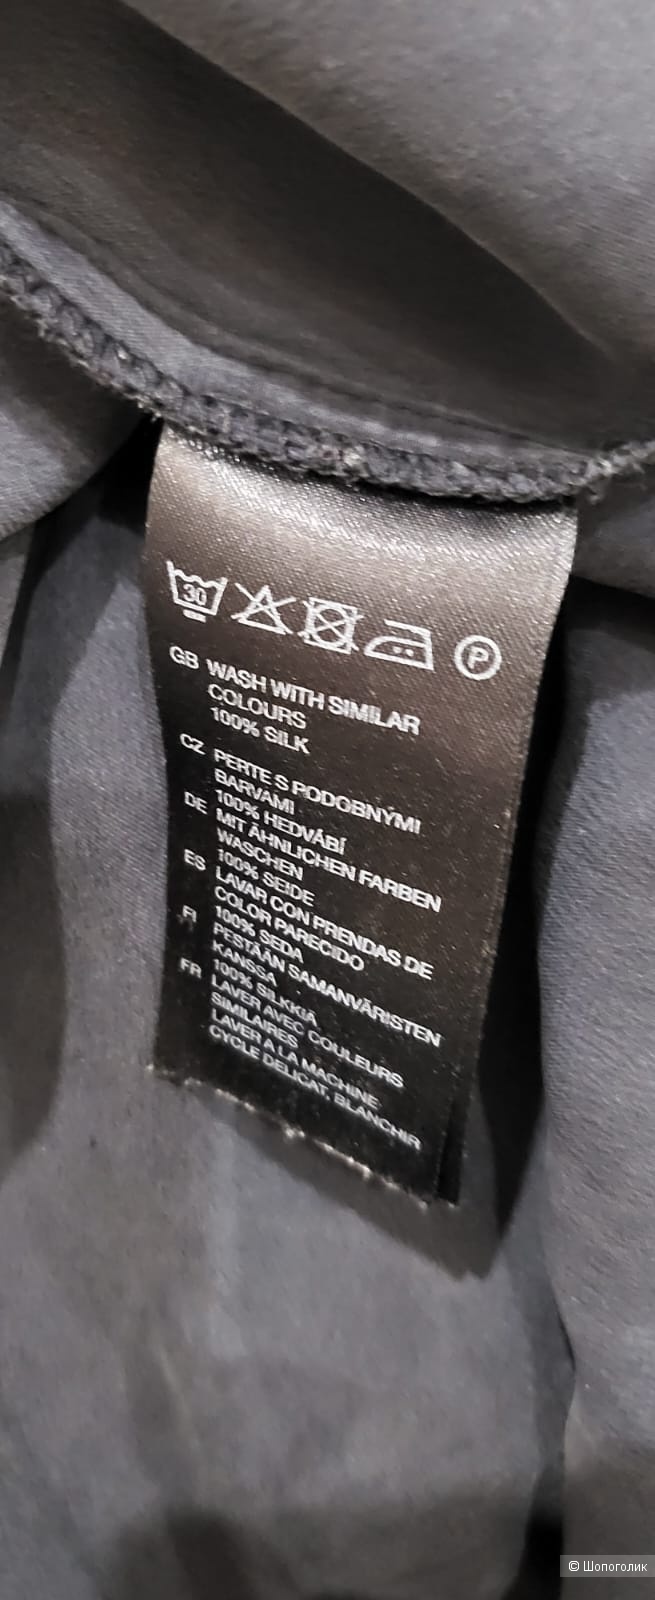 30
P
GB WASH WITH SIMILAR
COLOURS
100% SILK
CZ PERTE S PODOBNÝMI
BARVAMI
100% HEDVÁBÍ
DE MIT ÄHNLICHEN FARBEN
WASCHEN
100% SEIDE
ES LAVAR CON PRENDAS DE
COLOR PARECIDO
100% SEDA
FI PESTÄÄN SAMANVÄRISTEN
KANSSA
100% SILKKIÄ
FR LAVER AVEC COULEURS
SIMILAIRES
LAVER A LA MACHINE,
CYCLE DELICAT, BLANCHIR
© Шопоголик